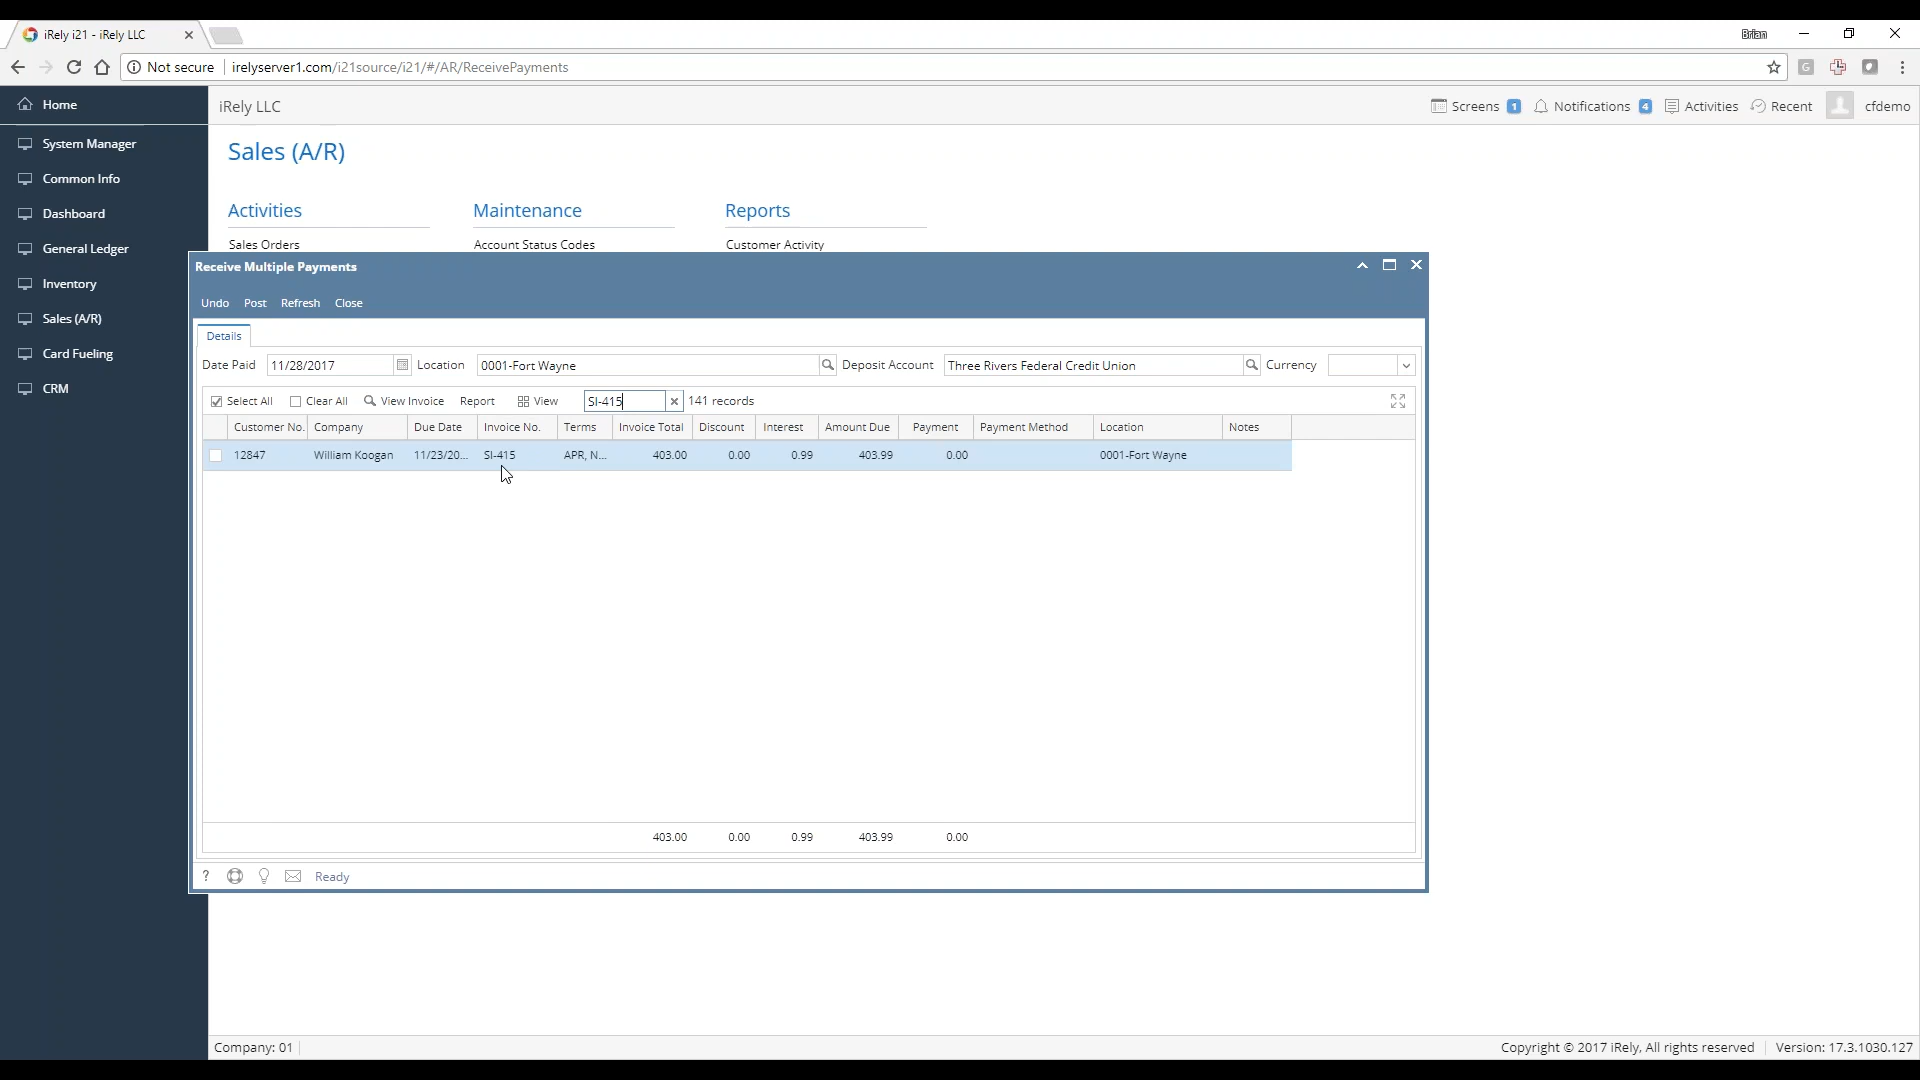 iRely i21 - iRely LLC
Brian
Not secure irelyserver1.com/i21source/i21/#/AR/ReceivePayments
Home
iRely LLC
Screens 1 Notifications 4 Activities Recent cfdemo
System Manager
Common Info
Dashboard
General Ledger
Inventory
Sales (A/R)
Card Fueling
CRM
Sales (A/R)
Activities Maintenance Reports
Sales Orders Account Status Codes Customer Activity
Receive Multiple Payments
Undo Post Refresh Close
Details
Date Paid 11/28/2017 Location 0001-Fort Wayne Deposit Account Three Rivers Federal Credit Union Currency
Select All Clear All View Invoice Report View SI-415 141 records
Customer No. Company Due Date Invoice No. Terms Invoice Total Discount Interest Amount Due Payment Payment Method Location Notes
12847 William Koogan 11/23/20... SI-415 APR, N... 403.00 0.00 0.99 403.99 0.00 0001-Fort Wayne
403.00 0.00 0.99 403.99 0.00
? Ready
Company: 01
Copyright © 2017 iRely, All rights reserved Version: 17.3.1030.127